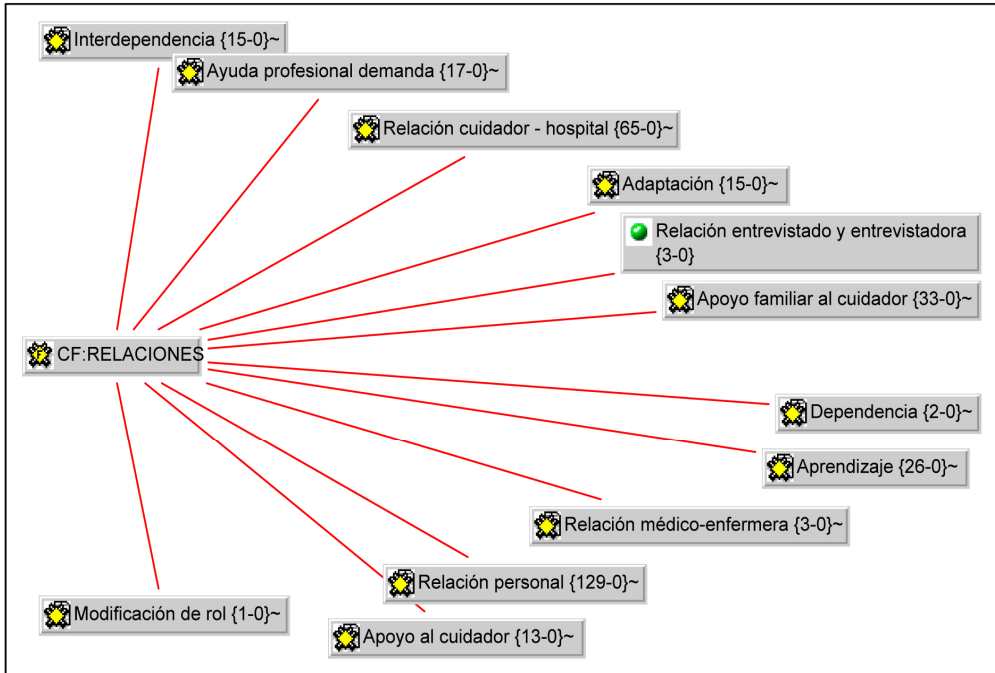 Interdependencia {15-0}~
Ayuda profesional demanda {17-0}~
Relación cuidador - hospital {65-0}~
Adaptación {15-0}~
Relación entrevistado y entrevistadora
{3-0}
Apoyo familiar al cuidador {33-0}~
F CF:RELACIONES
Dependencia {2-0}~
Aprendizaje {26-0}~
Relación médico-enfermera {3-0}~
Relación personal {129-0}~
Modificación de rol {1-0}~
Apoyo al cuidador {13-0}~